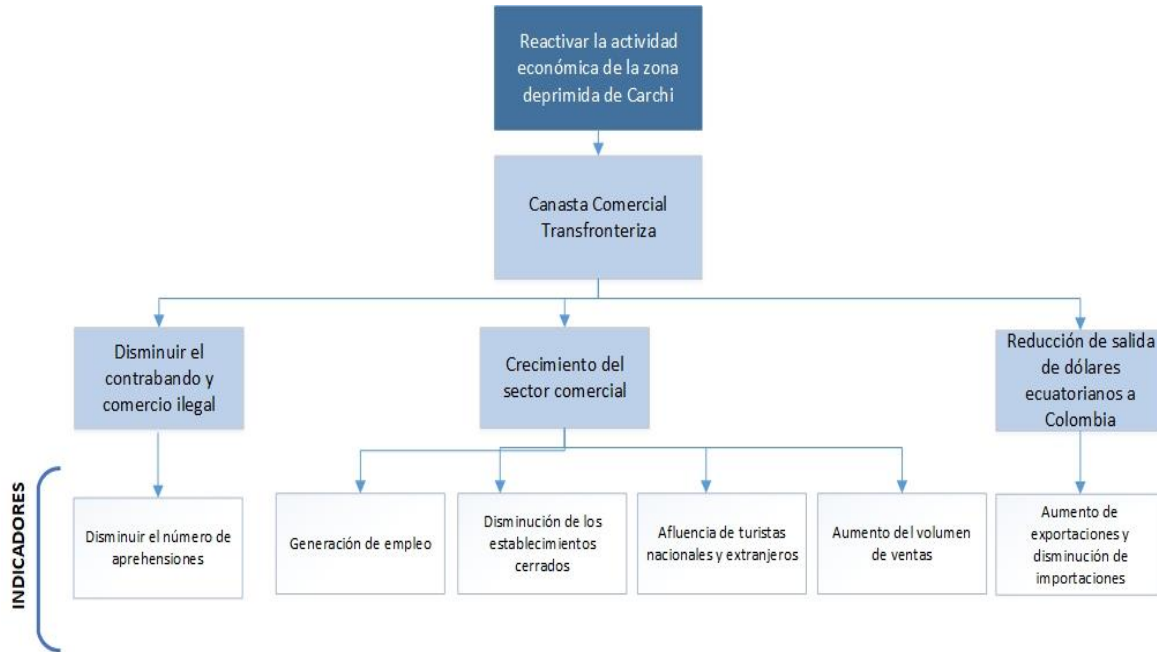 Reactivar la actividad
económica de la zona
deprimida de Carchi
Canasta Comercial
Transfronteriza
Disminuir el
contrabando y
comercio ilegal
Crecimiento del
sector comercial
Reducción de salida
de dólares
ecuatorianos a
Colombia
INDICADORES
Disminuir el número de
aprehensiones
Generación de empleo
Disminución de los
establecimientos
cerrados
Afluencia de turistas
nacionales y extranjeros
Aumento del volumen
de ventas
Aumento de
exportaciones y
disminución de
importaciones